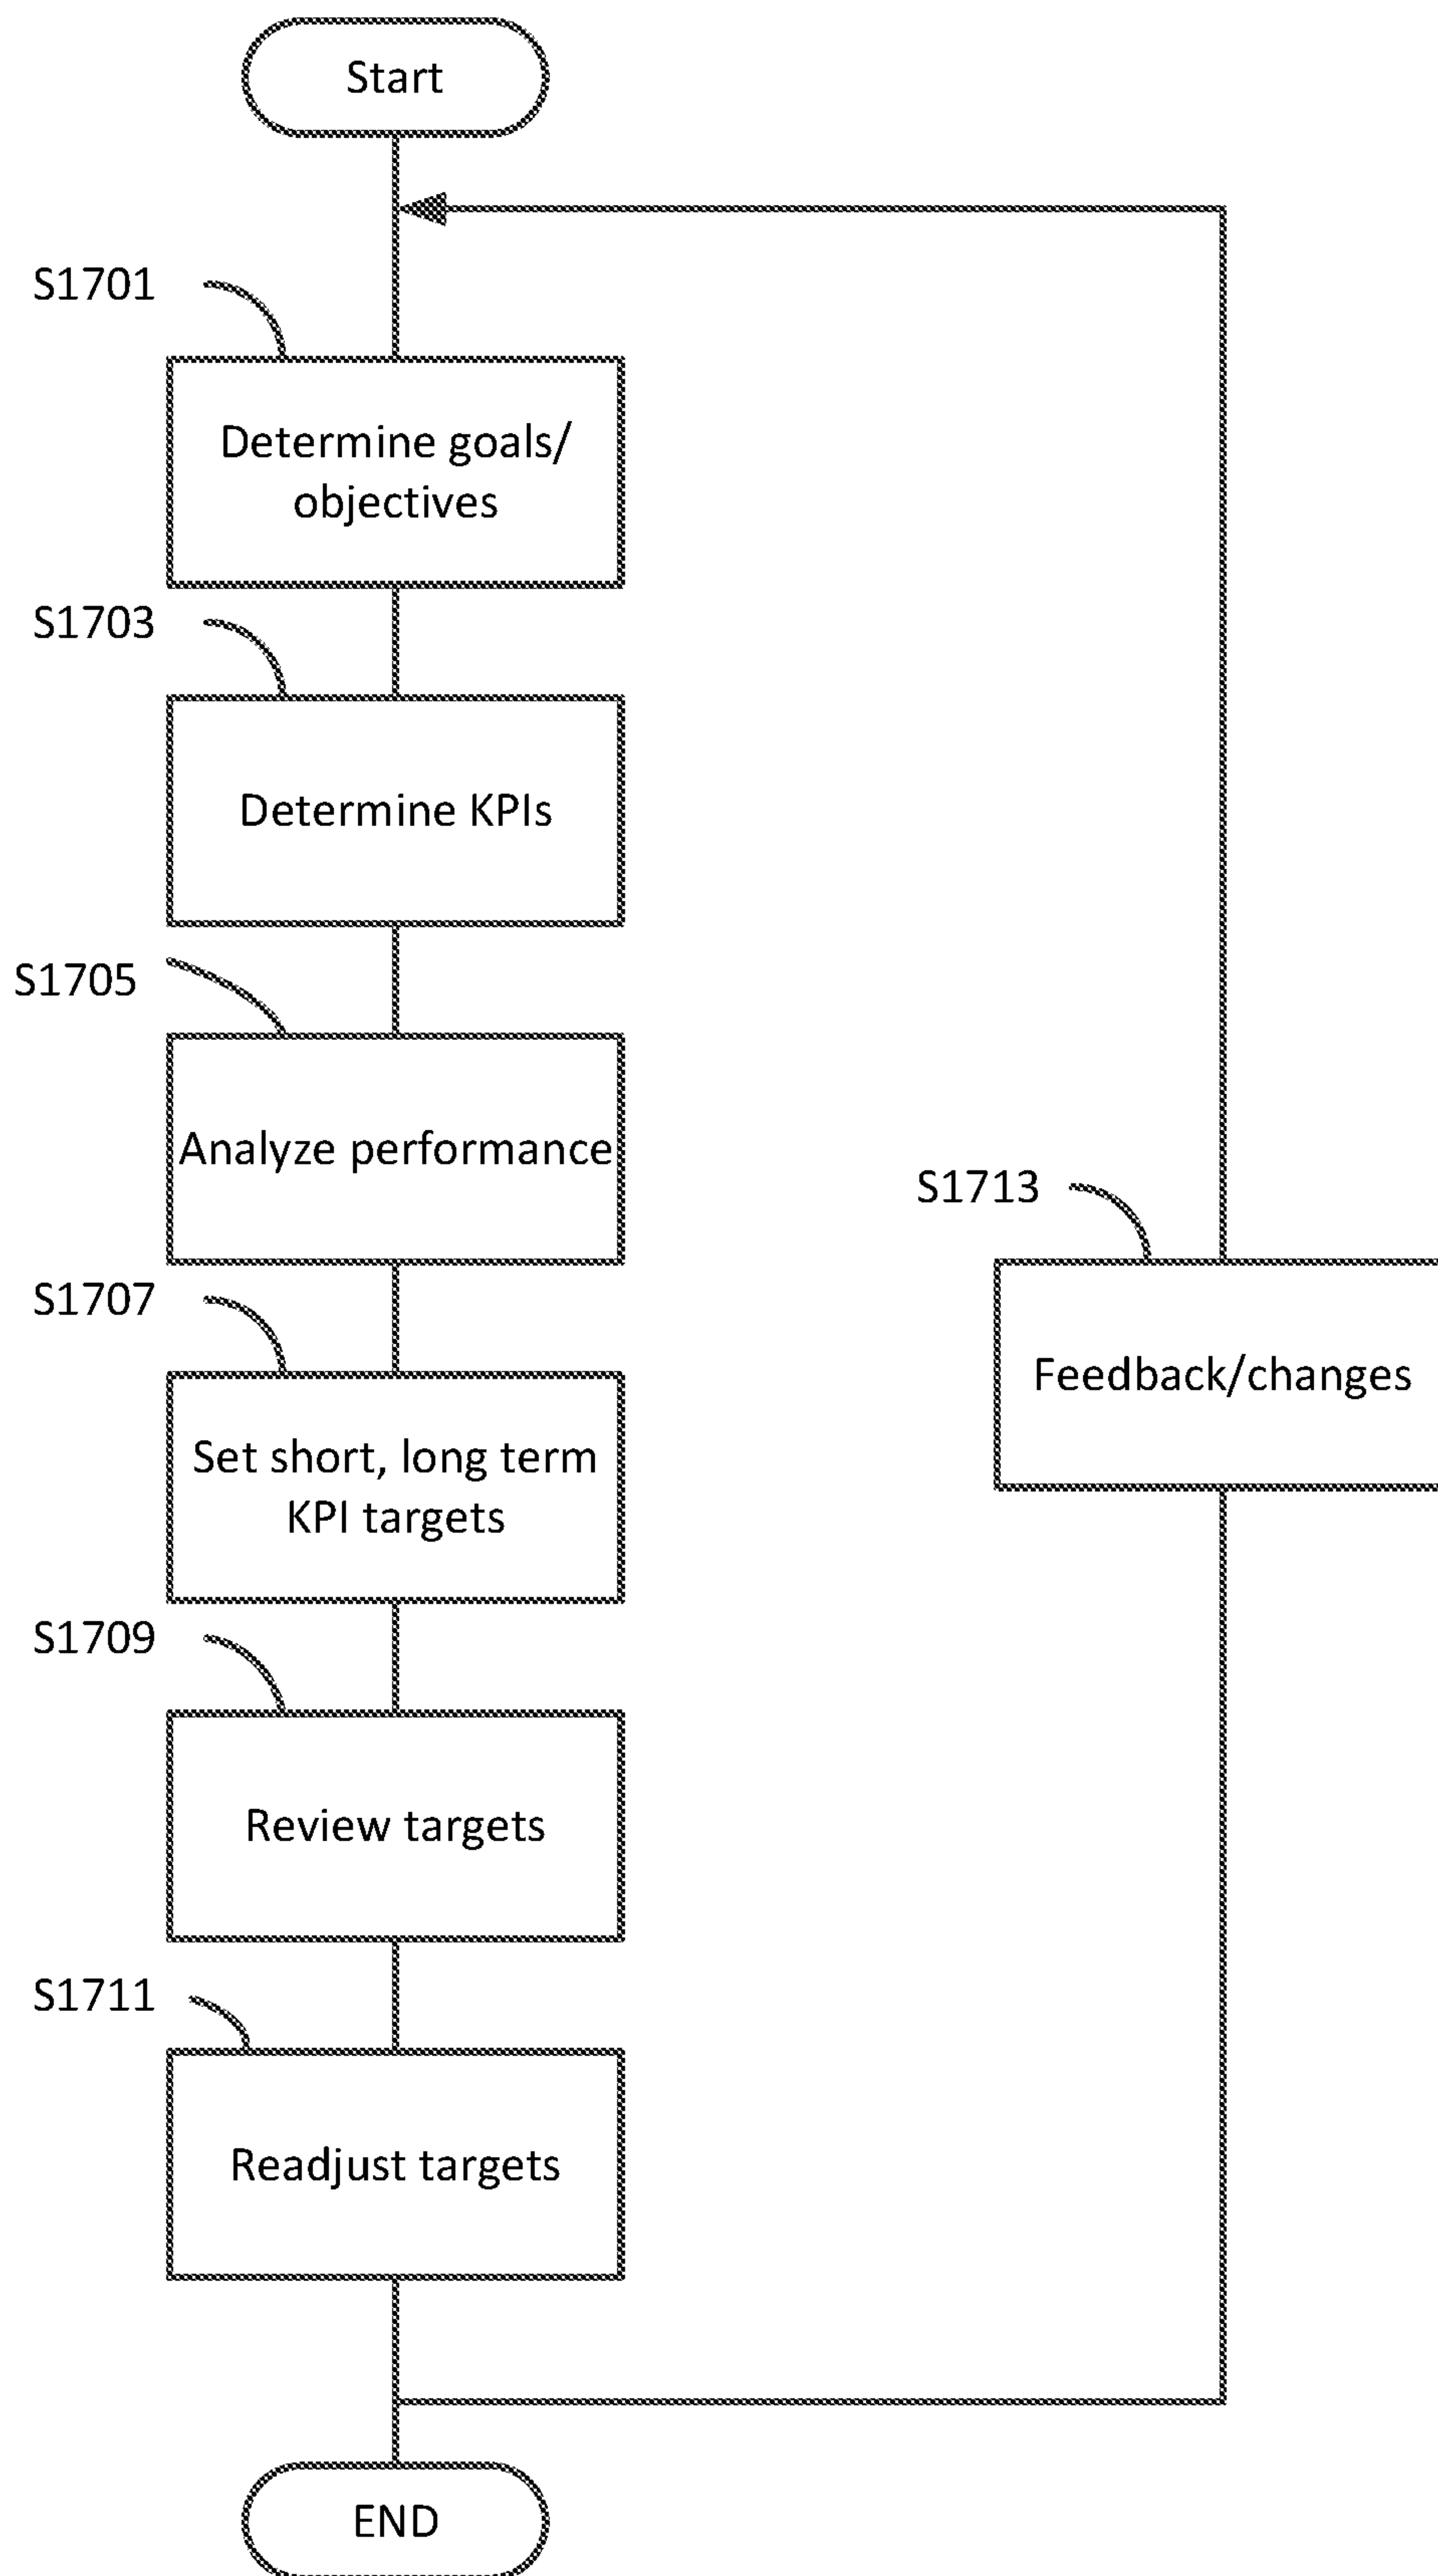 Start
S1701
Determine goals/
objectives
S1703
Determine KPIs
S1705
Analyze performance
S1707
S1713
Feedback/changes
Set short, long term
KPI targets
S1709
Review targets
S1711
Readjust targets
END